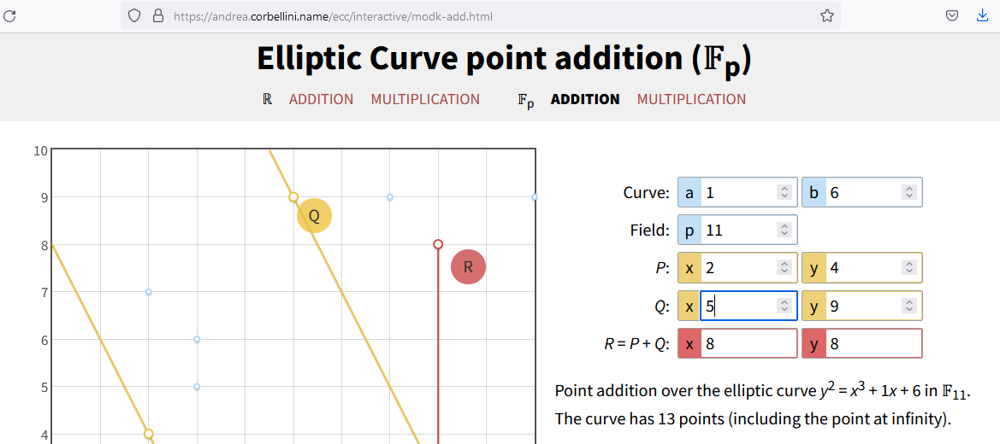 https://andrea.corbellini.name/ecc/interactive/modk-add.html
Elliptic Curve point addition (𝔽p)
ℝ ADDITION MULTIPLICATION 𝔽p ADDITION MULTIPLICATION
10
9
8
7
6
5
4
Q
R
Curve: a 1 b 6
Field: p 11
P: x 2 y 4
Q: x 5 y 9
R = P + Q: x 8 y 8
Point addition over the elliptic curve y² = x³ + 1x + 6 in 𝔽₁₁.
The curve has 13 points (including the point at infinity).